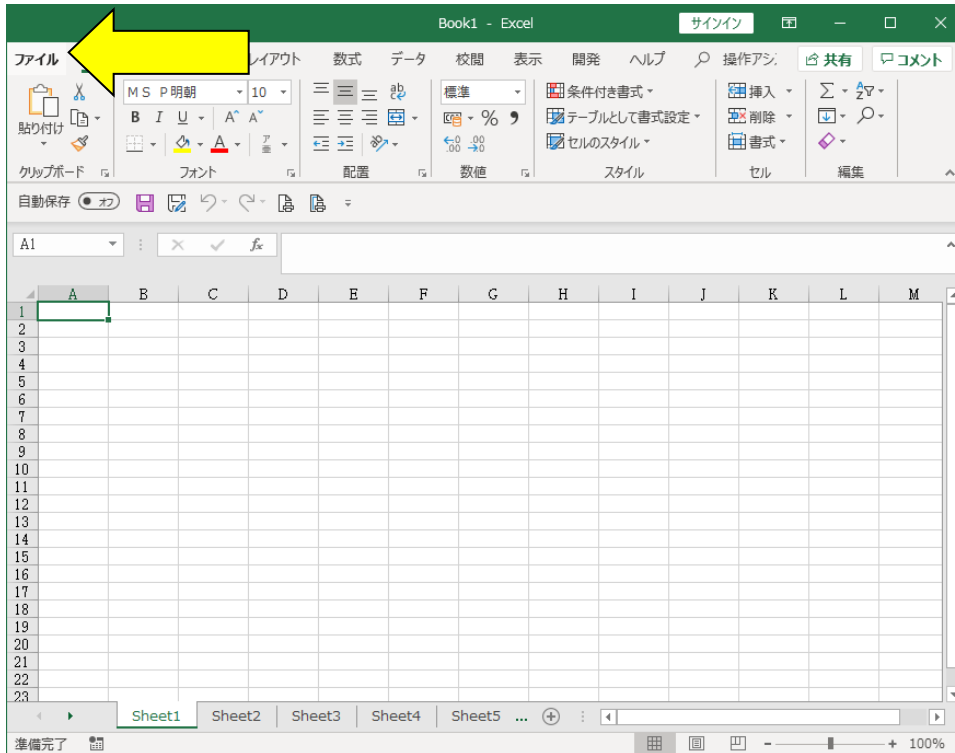 Book1 - Excel サインイン
ファイル レイアウト 数式 データ 校閲 表示 開発 ヘルプ 操作アシ 共有 コメント
貼り付け ＭＳ Ｐ明朝 10 標準 条件付き書式 挿入
B I U A A % テーブルとして書式設定 削除
A ア 亜 .00 .00 セルのスタイル 書式
クリップボード フォント 配置 数値 スタイル セル 編集
自動保存 オフ
A1 fx
A B C D E F G H I J K L M
1
2
3
4
5
6
7
8
9
10
11
12
13
14
15
16
17
18
19
20
21
22
23
Sheet1 Sheet2 Sheet3 Sheet4 Sheet5 ...
準備完了 100%